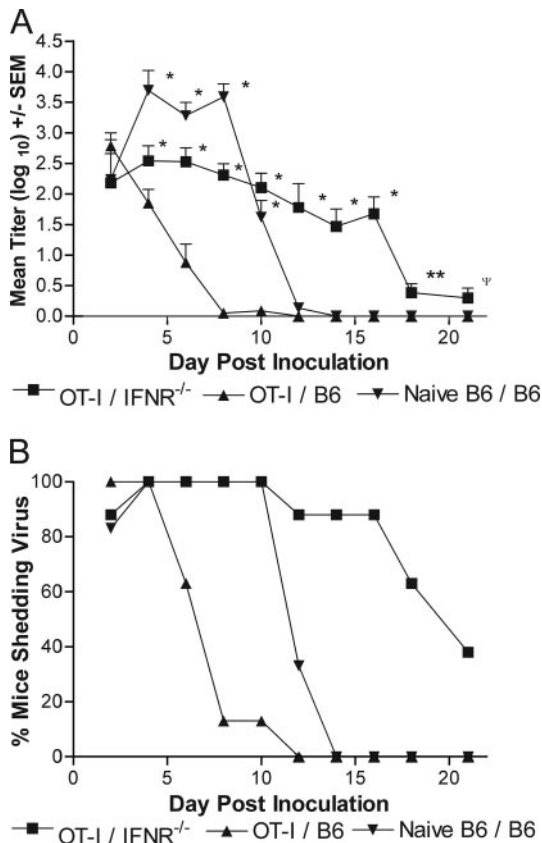 A
Mean Titer (log 10) +/- SEM
4.5
4.0
3.5
3.0
2.5
2.0
1.5
1.0
0.5
0.0
* * *
* * * * * * * *
** Ψ
0 5 10 15 20
Day Post Inoculation
OT-I / IFNR-/- OT-I / B6 Naive B6 / B6
B
% Mice Shedding Virus
100
80
60
40
20
0
0 5 10 15 20
Day Post Inoculation
OT-I / IFNR-/- OT-I / B6 Naive B6 / B6